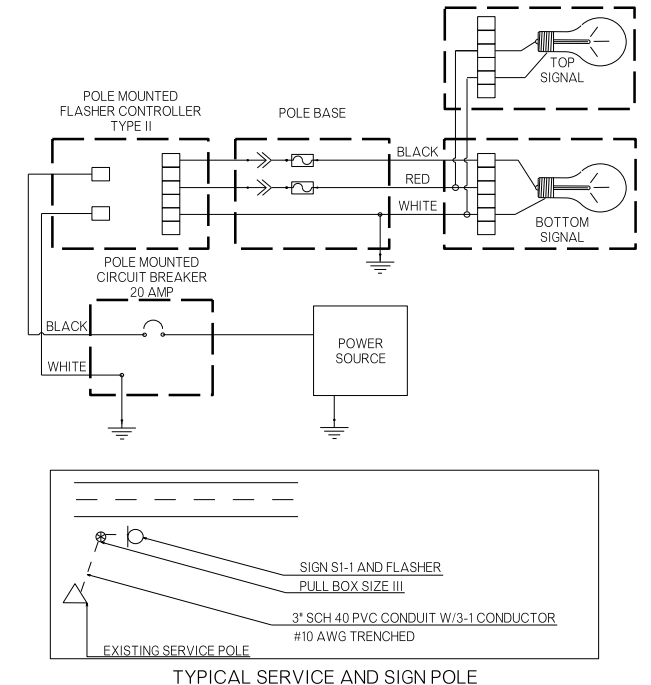 TOP
SIGNAL
POLE MOUNTED
FLASHER CONTROLLER
TYPE II
POLE BASE
BLACK
RED
WHITE
BOTTOM
SIGNAL
POLE MOUNTED
CIRCUIT BREAKER
20 AMP
BLACK
WHITE
POWER
SOURCE
SIGN S1-1 AND FLASHER
PULL BOX SIZE III
3" SCH 40 PVC CONDUIT W/3-1 CONDUCTOR
#10 AWG TRENCHED
EXISTING SERVICE POLE
TYPICAL SERVICE AND SIGN POLE